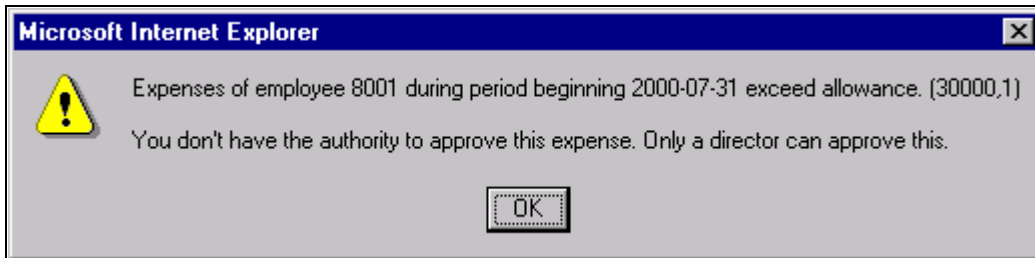 Microsoft Internet Explorer
Expenses of employee 8001 during period beginning 2000-07-31 exceed allowance. (30000,1)
You don't have the authority to approve this expense. Only a director can approve this.
OK